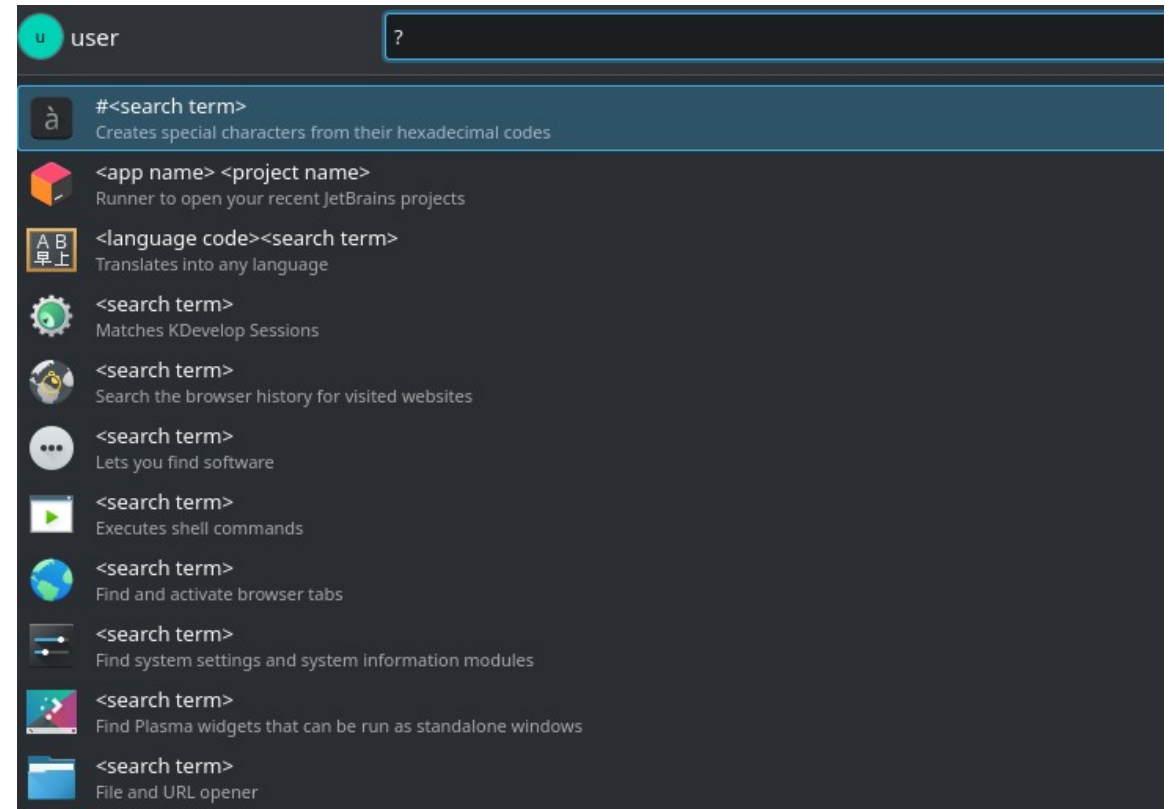 u user
?
à
#<search term>
Creates special characters from their hexadecimal codes
<app name> <project name>
Runner to open your recent JetBrains projects
A B
早上
<language code><search term>
Translates into any language
<search term>
Matches KDevelop Sessions
<search term>
Search the browser history for visited websites
<search term>
Lets you find software
<search term>
Executes shell commands
<search term>
Find and activate browser tabs
<search term>
Find system settings and system information modules
<search term>
Find Plasma widgets that can be run as standalone windows
<search term>
File and URL opener